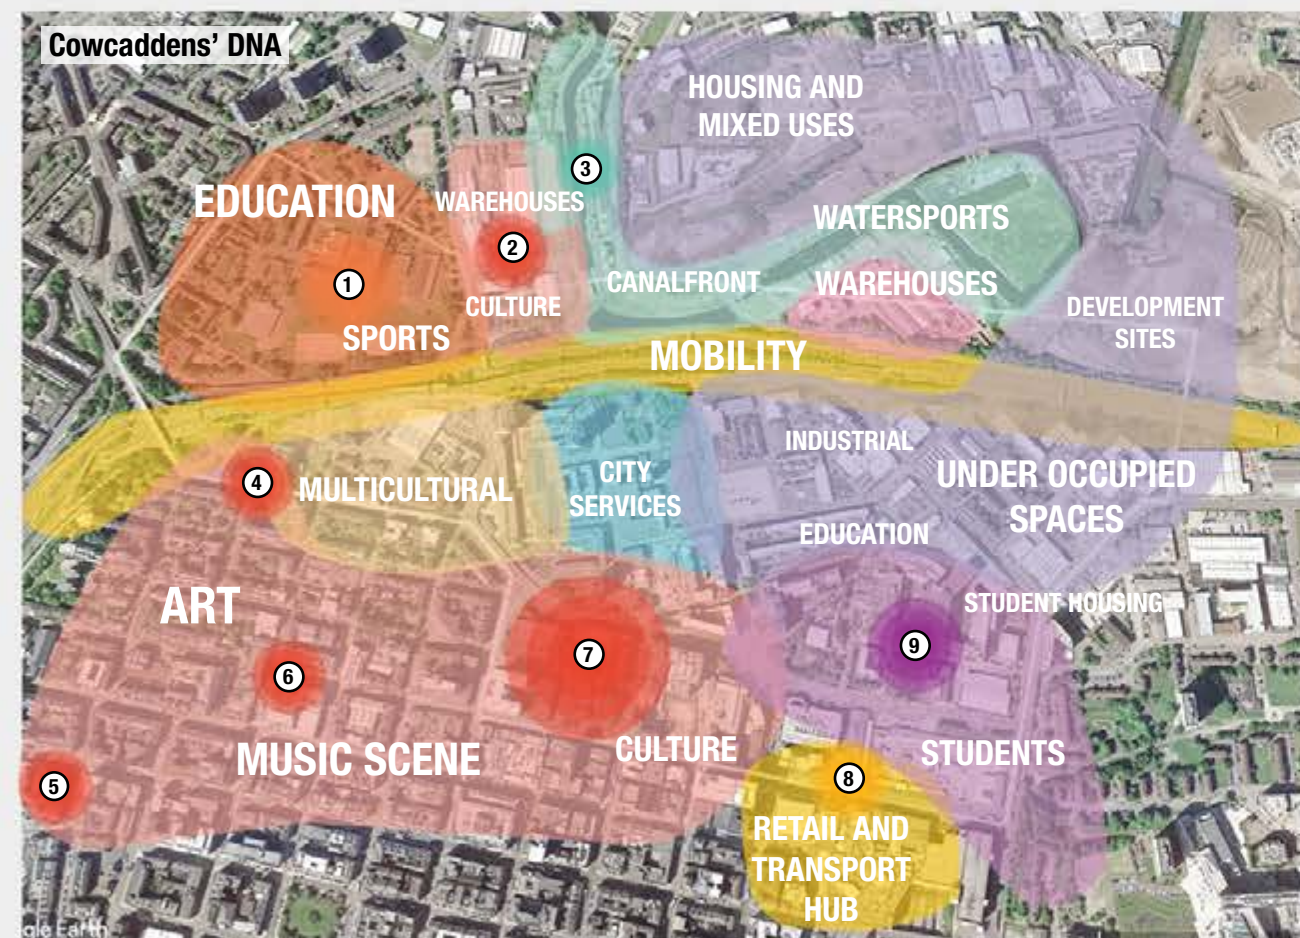 Cowcaddens' DNA
HOUSING AND
MIXED USES
3
EDUCATION
WAREHOUSES
WATERSPORTS
2
1
CANALFRONT
WAREHOUSES
CULTURE
DEVELOPMENT
SITES
SPORTS
MOBILITY
INDUSTRIAL
4
MULTICULTURAL
CITY
SERVICES
UNDER OCCUPIED
SPACES
EDUCATION
ART
STUDENT HOUSING
7
9
6
MUSIC SCENE
CULTURE
STUDENTS
5
8
RETAIL AND
TRANSPORT
HUB
gle Earth